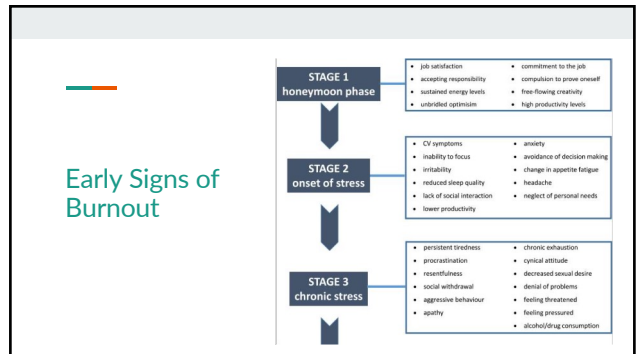 Early Signs of
Burnout
STAGE 1
honeymoon phase
• job satisfaction
• accepting responsibility
• sustained energy levels
• unbridled optimisim
• commitment to the job
• compulsion to prove oneself
• free-flowing creativity
• high productivity levels
STAGE 2
onset of stress
• CV symptoms
• inability to focus
• irritability
• reduced sleep quality
• lack of social interaction
• lower productivity
• anxiety
• avoidance of decision making
• change in appetite fatigue
• headache
• neglect of personal needs
STAGE 3
chronic stress
• persistent tiredness
• procrastination
• resentfulness
• social withdrawal
• aggressive behaviour
• apathy
• chronic exhaustion
• cynical attitude
• decreased sexual desire
• denial of problems
• feeling threatened
• feeling pressured
• alcohol/drug consumption